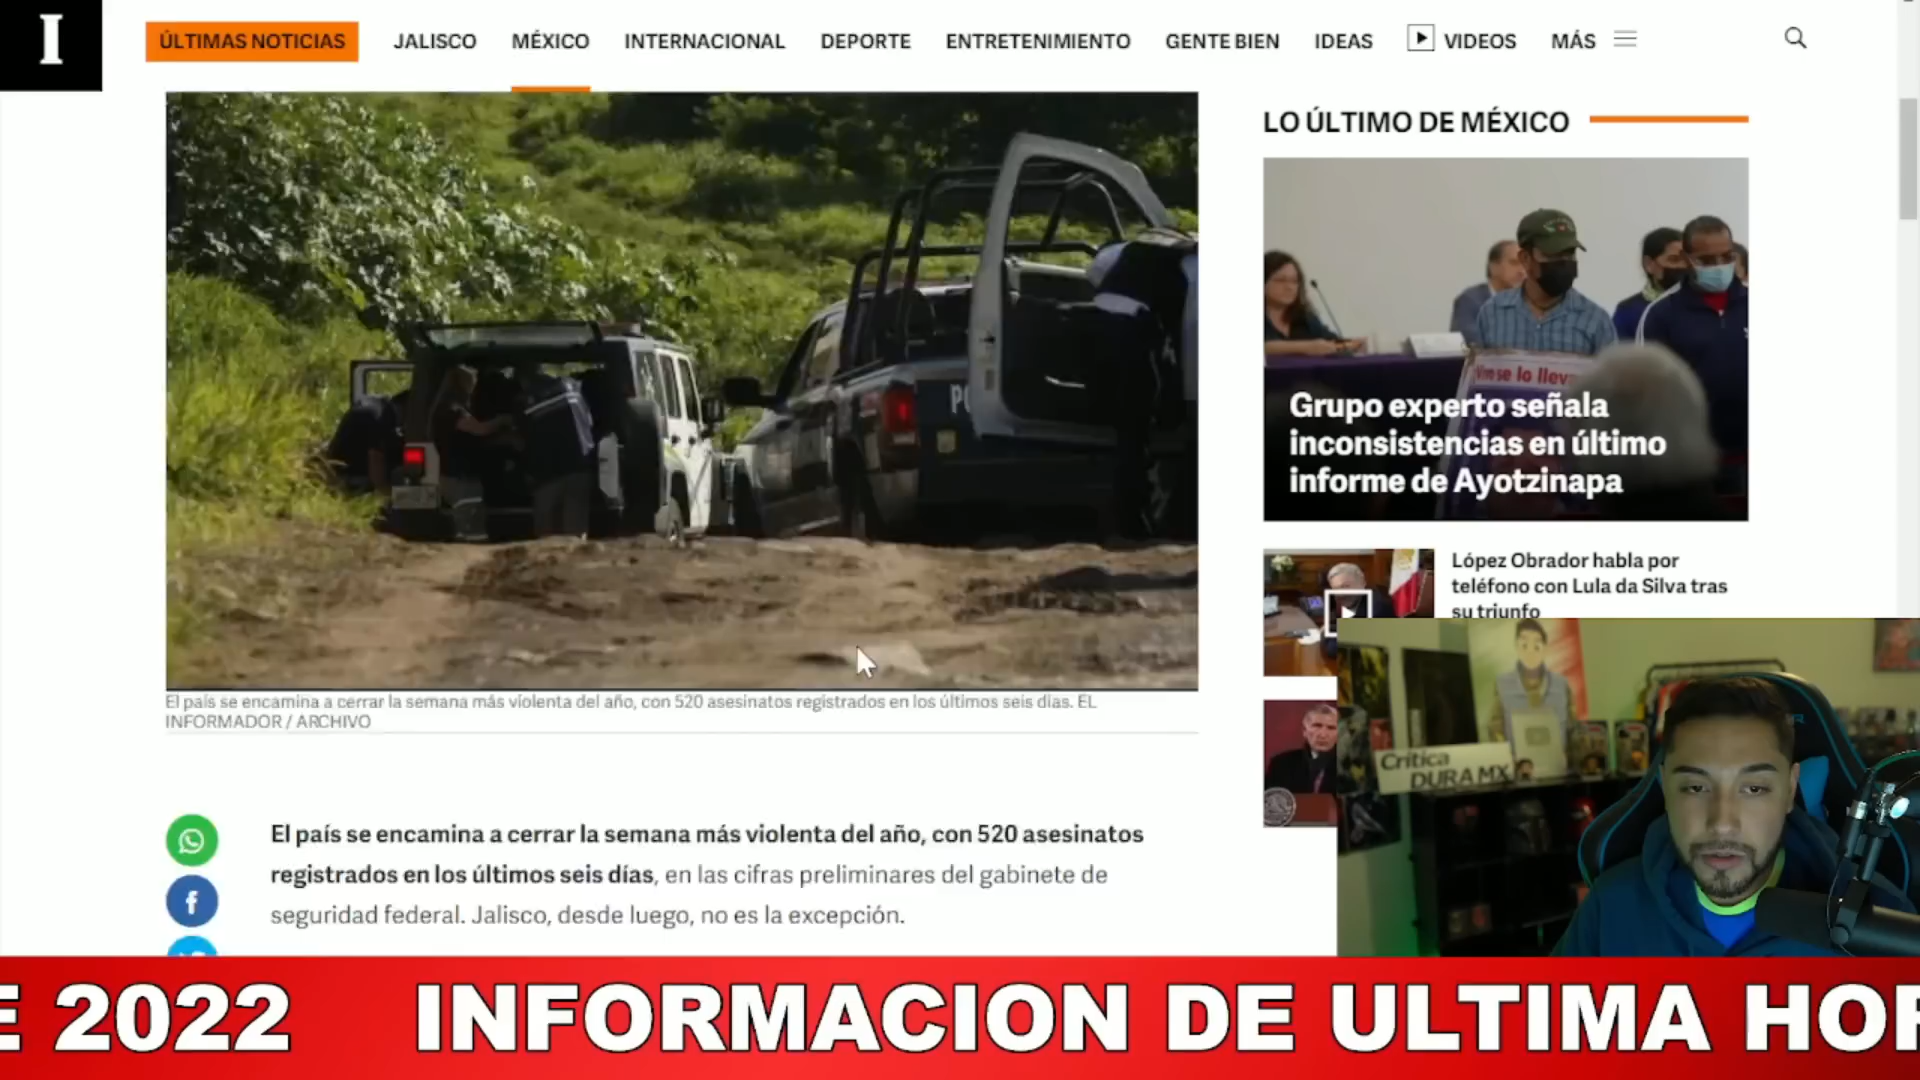 I
ÚLTIMAS NOTICIAS
JALISCO
MÉXICO
INTERNACIONAL
DEPORTE
ENTRETENIMIENTO
GENTE BIEN
IDEAS
VIDEOS
MÁS
LO ÚLTIMO DE MÉXICO
se lo llev
Grupo experto señala
inconsistencias en último
informe de Ayotzinapa
López Obrador habla por
teléfono con Lula da Silva tras
su triunfo
El país se encamina a cerrar la semana más violenta del año, con 520 asesinatos registrados en los últimos seis días. EL
INFORMADOR / ARCHIVO
El país se encamina a cerrar la semana más violenta del año, con 520 asesinatos
registrados en los últimos seis días, en las cifras preliminares del gabinete de
seguridad federal. Jalisco, desde luego, no es la excepción.
Crítica
DURA MX
E 2022 INFORMACION DE ULTIMA HOR